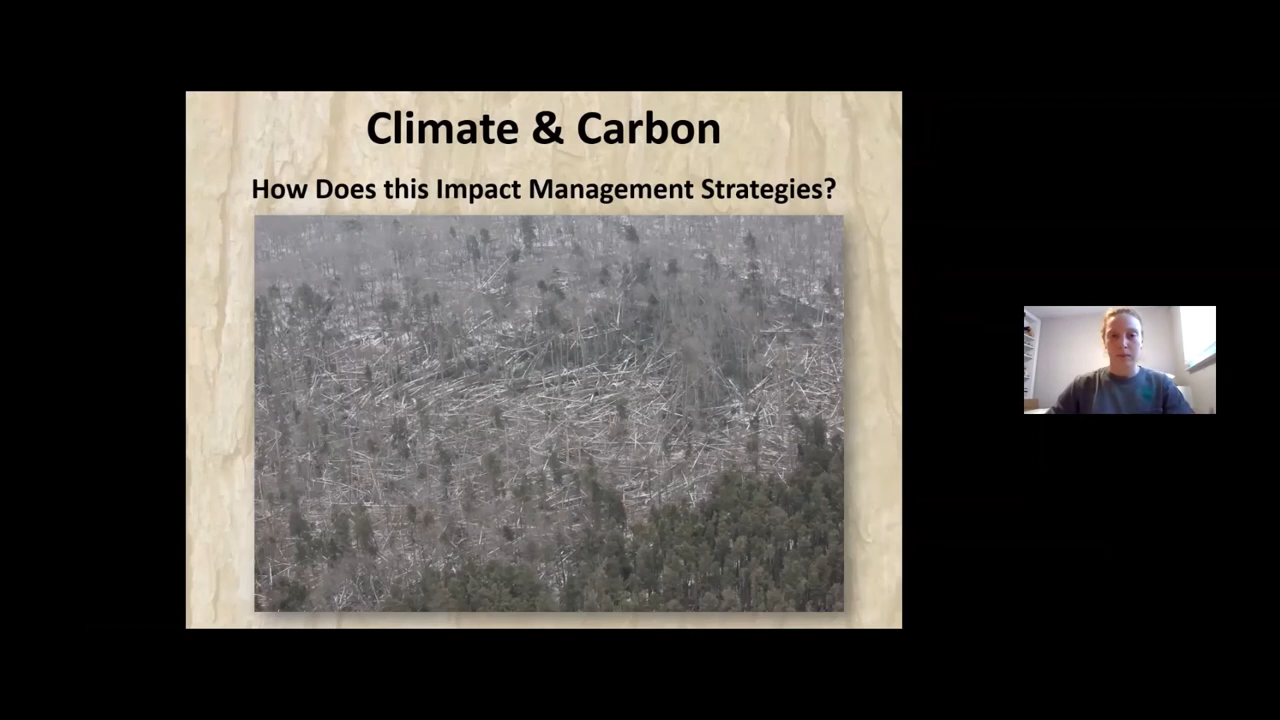 Climate & Carbon
How Does this Impact Management Strategies?